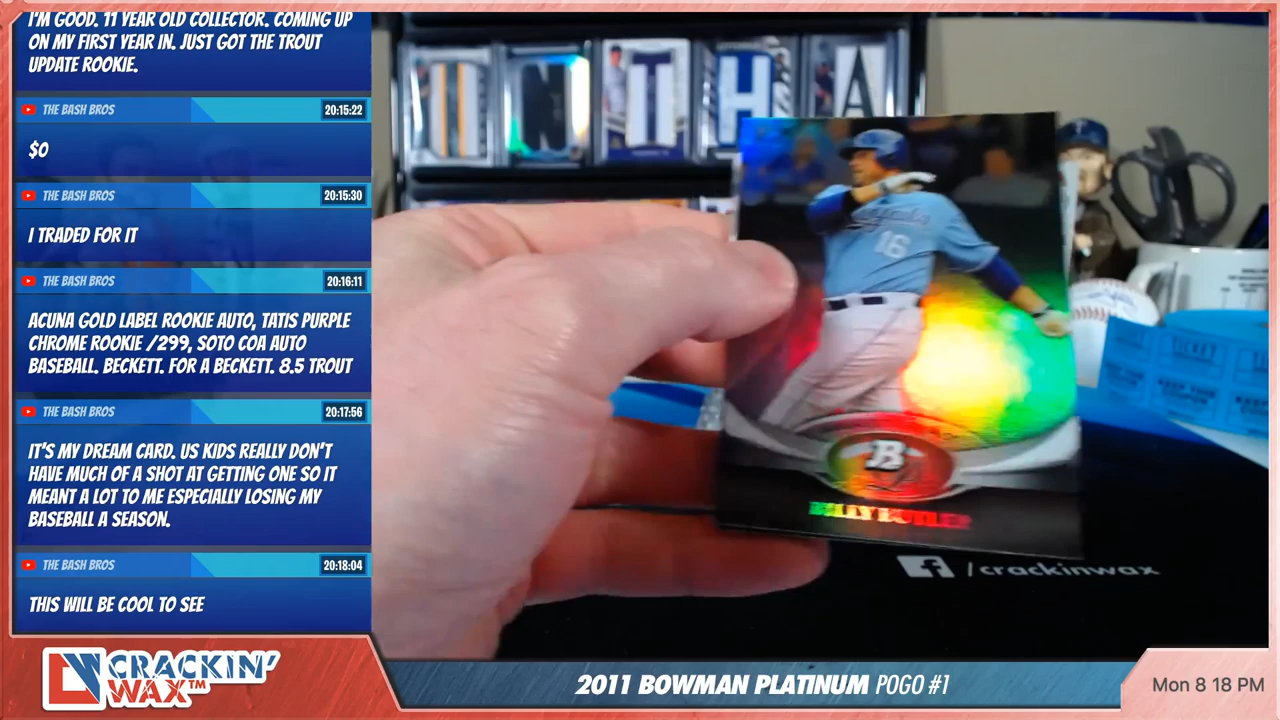 I'M GOOD. 11 YEAR OLD COLLECTOR. COMING UP
ON MY FIRST YEAR IN. JUST GOT THE TROUT
UPDATE ROOKIE.
THE BASH BROS 20:15:22
$0
THE BASH BROS 20:15:30
I TRADED FOR IT
THE BASH BROS 20:16:11
ACUNA GOLD LABEL ROOKIE AUTO, TATIS PURPLE
CHROME ROOKIE /299, SOTO COA AUTO
BASEBALL. BECKETT. FOR A BECKETT. 8.5 TROUT
THE BASH BROS 20:17:56
IT'S MY DREAM CARD. US KIDS REALLY DON'T
HAVE MUCH OF A SHOT AT GETTING ONE SO IT
MEANT A LOT TO ME ESPECIALLY LOSING MY
BASEBALL A SEASON.
THE BASH BROS 20:18:04
THIS WILL BE COOL TO SEE
N T H A
Royals
16
B
BILLY BUTLER
TICKET
KEEP THIS
COUPON
f /crackinwax
CRACKIN'
WAX™
2011 BOWMAN PLATINUM POGO #1
Mon 8 18 PM